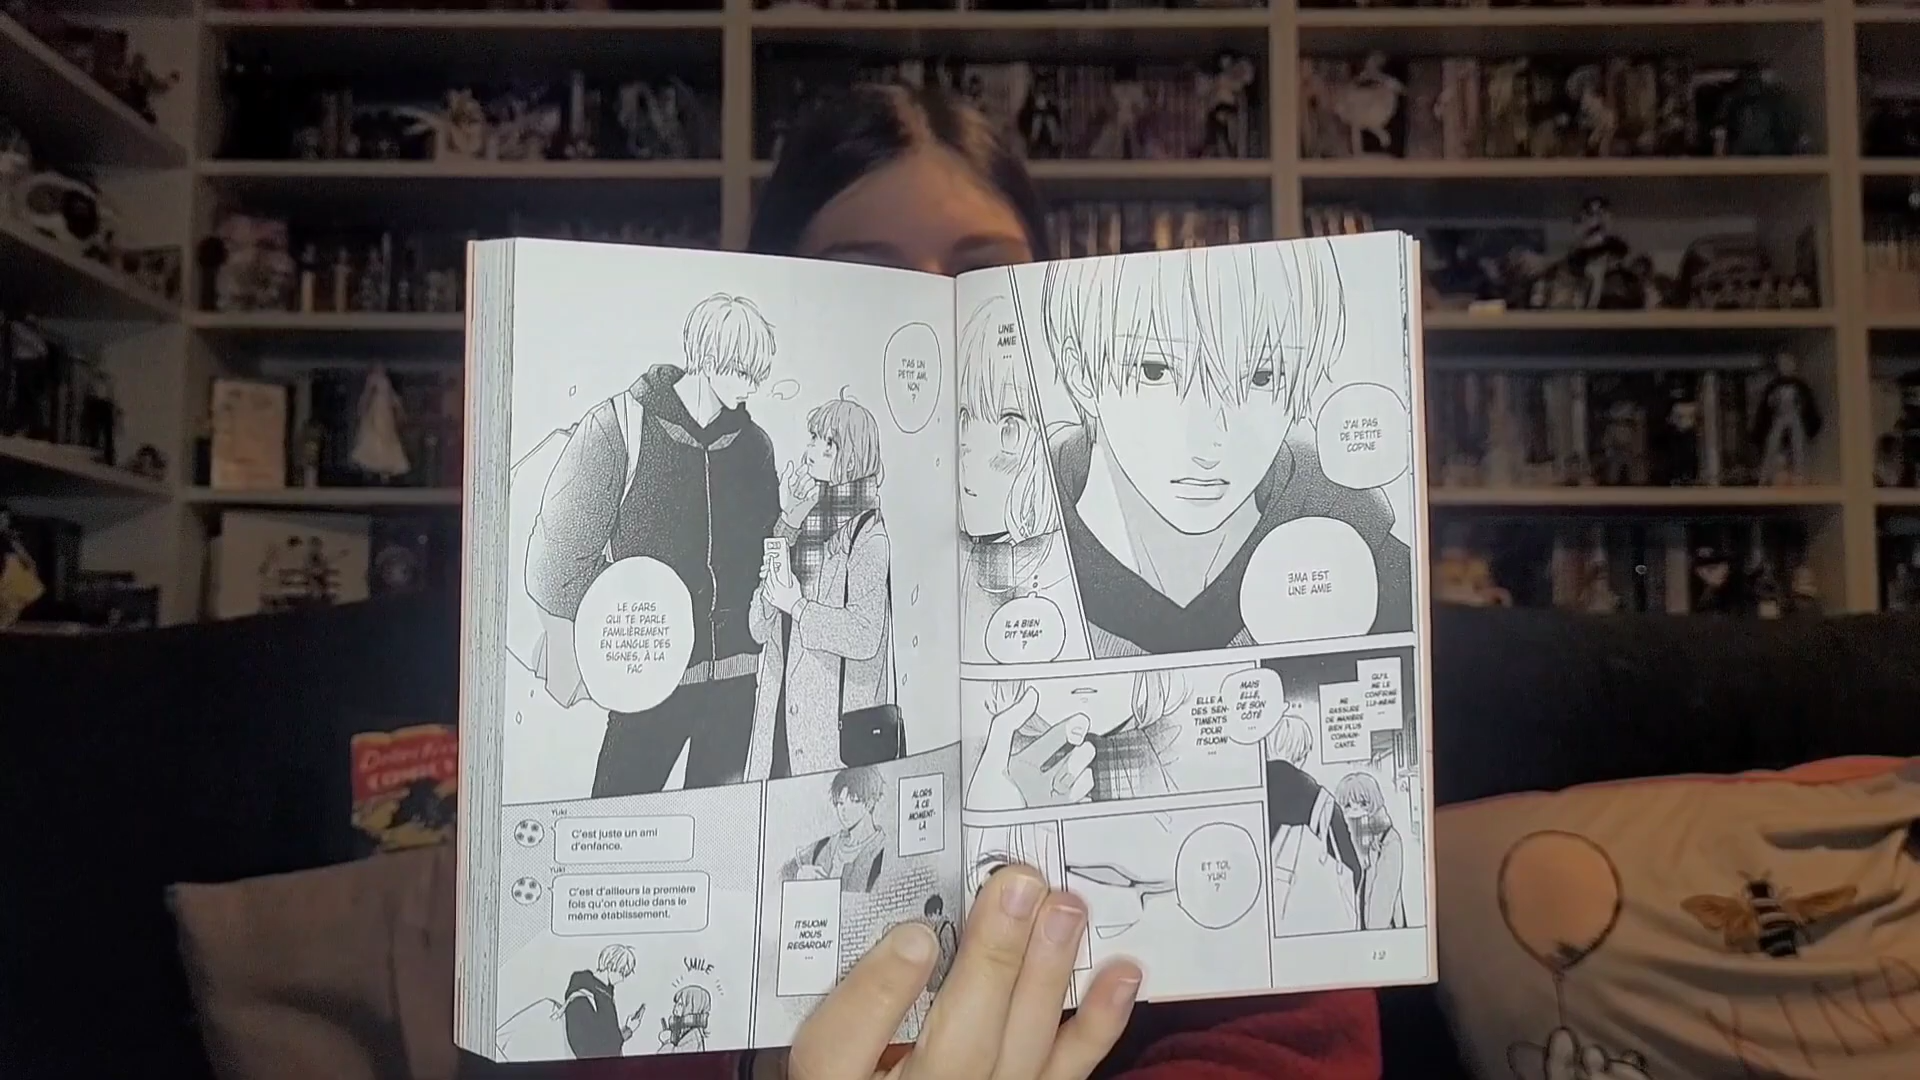 J'AI PAS
DE PETITE
COPINE
EMA EST
UNE AMIE
UNE
AMIE
...
IL A BIEN
DIT "EMA"
?
QU'IL
ME LE
CONFIRME
LUI-MÊME
...
ME
RASSURE
DE MANIÈRE
BIEN PLUS
CONVAIN-
CANTE.
MAIS
ELLE,
DE SON
CÔTÉ
...
ELLE A
DES SEN-
TIMENTS
POUR
ITSUOMI
...
ET TOI,
YUKI
?
12
T'AS UN
PETIT AMI,
NON
?
LE GARS
QUI TE PARLE
FAMILIÈREMENT
EN LANGUE DES
SIGNES, À LA
FAC
ALORS
À CE
MOMENT-
LÀ
...
ITSUOMI
NOUS
REGARDAIT
...
Yuki
C'est juste un ami
d'enfance.
Yuki
C'est d'ailleurs la première
fois qu'on étudie dans le
même établissement.
SMILE